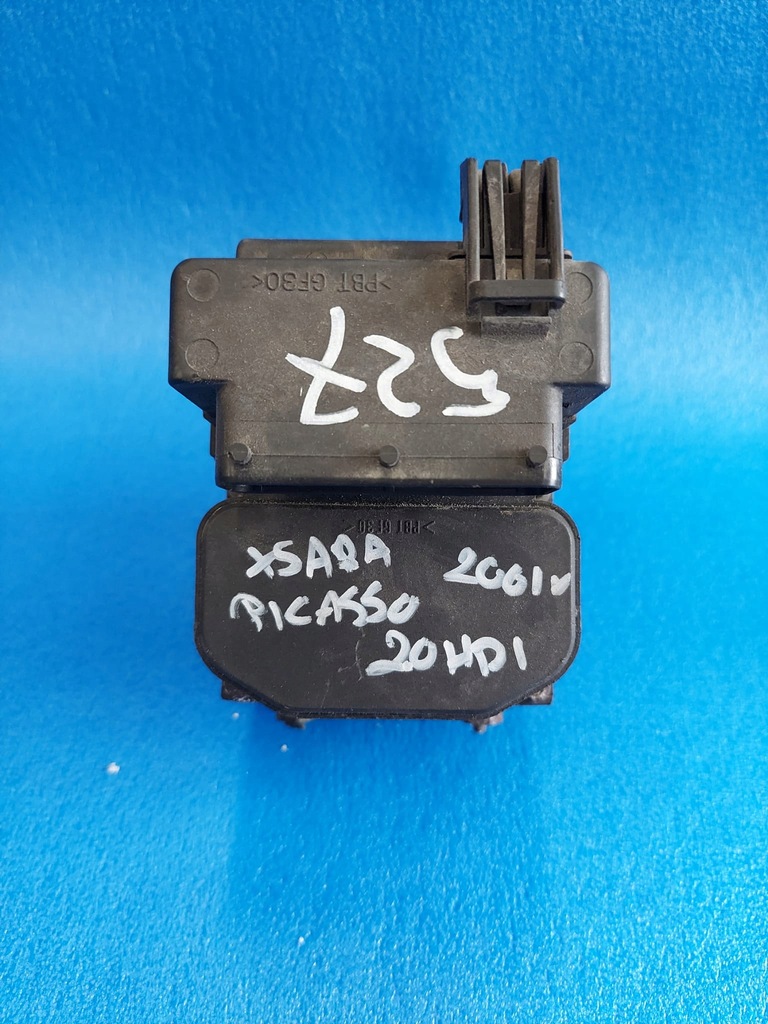 >PBT GF30<
527
>PBT GF30<
XSARA 2001r
PICASSO
20HDI